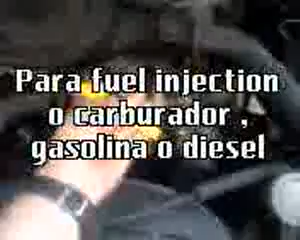 Para fuel injection
o carburador ,
gasolina o diesel